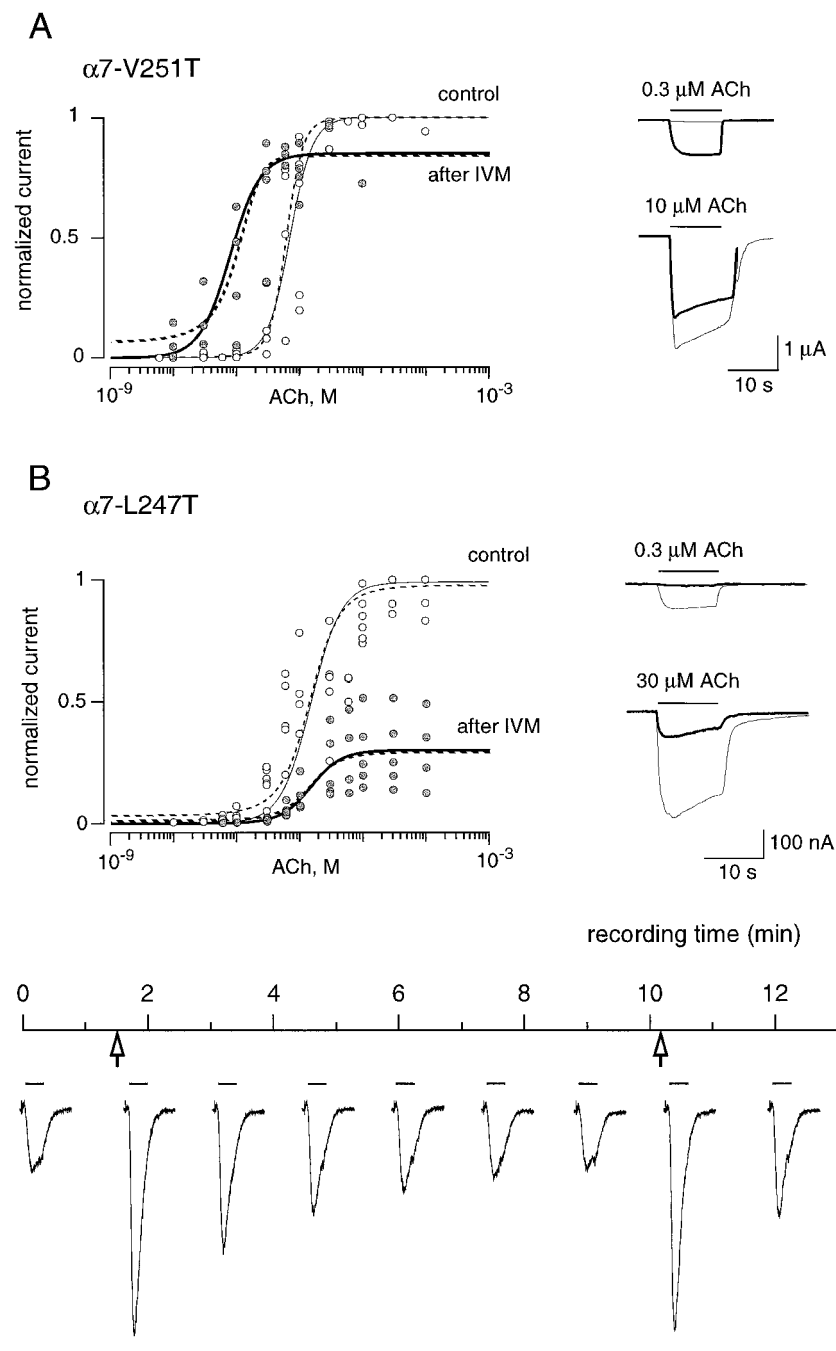 A
α7-V251T
control
after IVM
normalized current
1
0.5
0
10⁻⁹
ACh, M
10⁻³
0.3 μM ACh
10 μM ACh
1 μA
10 s
B
α7-L247T
control
after IVM
normalized current
1
0.5
0
10⁻⁹
ACh, M
10⁻³
0.3 μM ACh
30 μM ACh
100 nA
10 s
recording time (min)
0 2 4 6 8 10 12